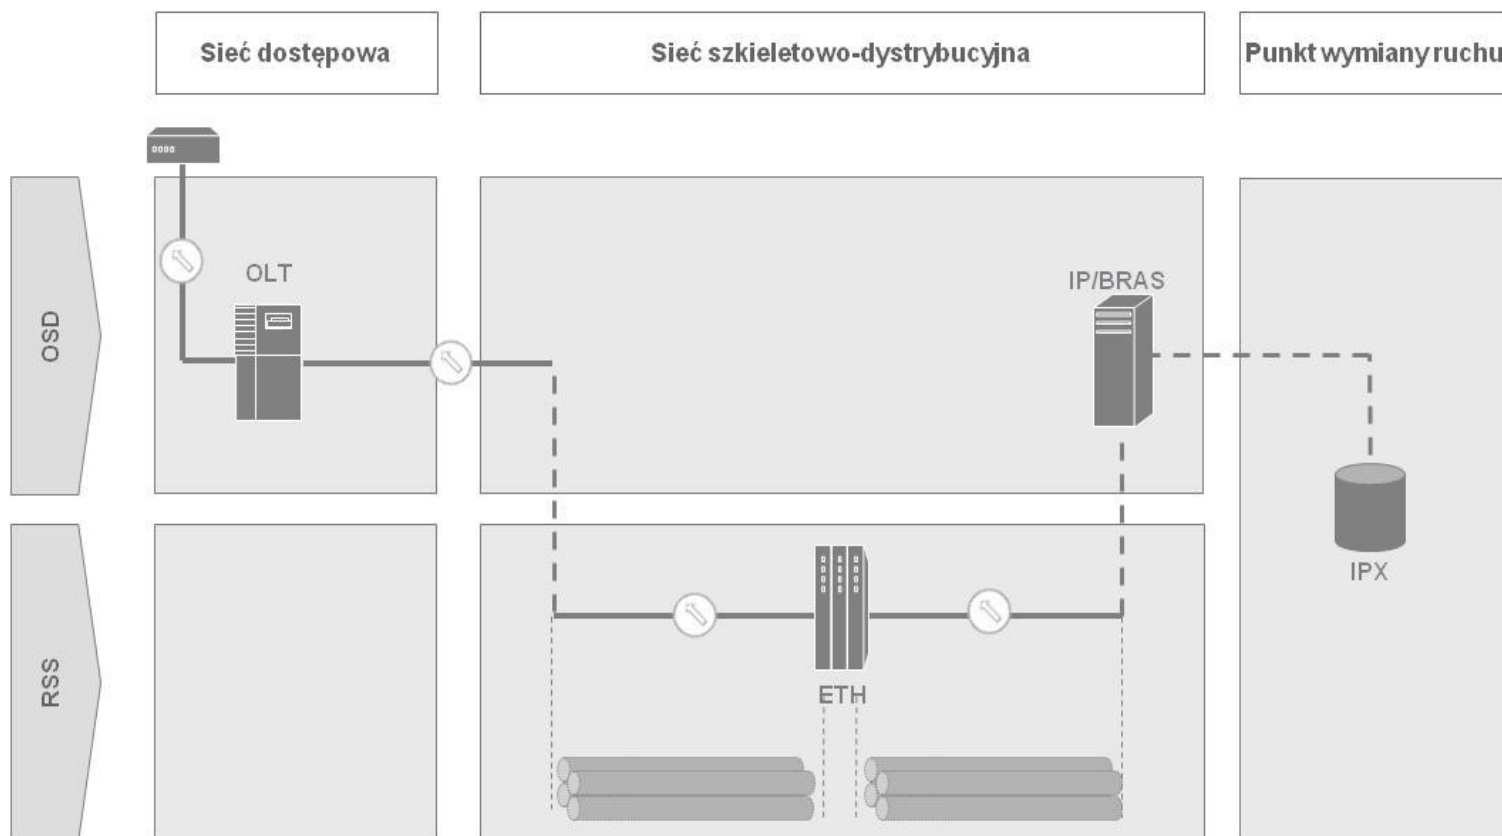 Sieć dostępowa
Sieć szkieletowo-dystrybucyjna
Punkt wymiany ruchu
OSD
OLT
IP/BRAS
IPX
RSS
ETH